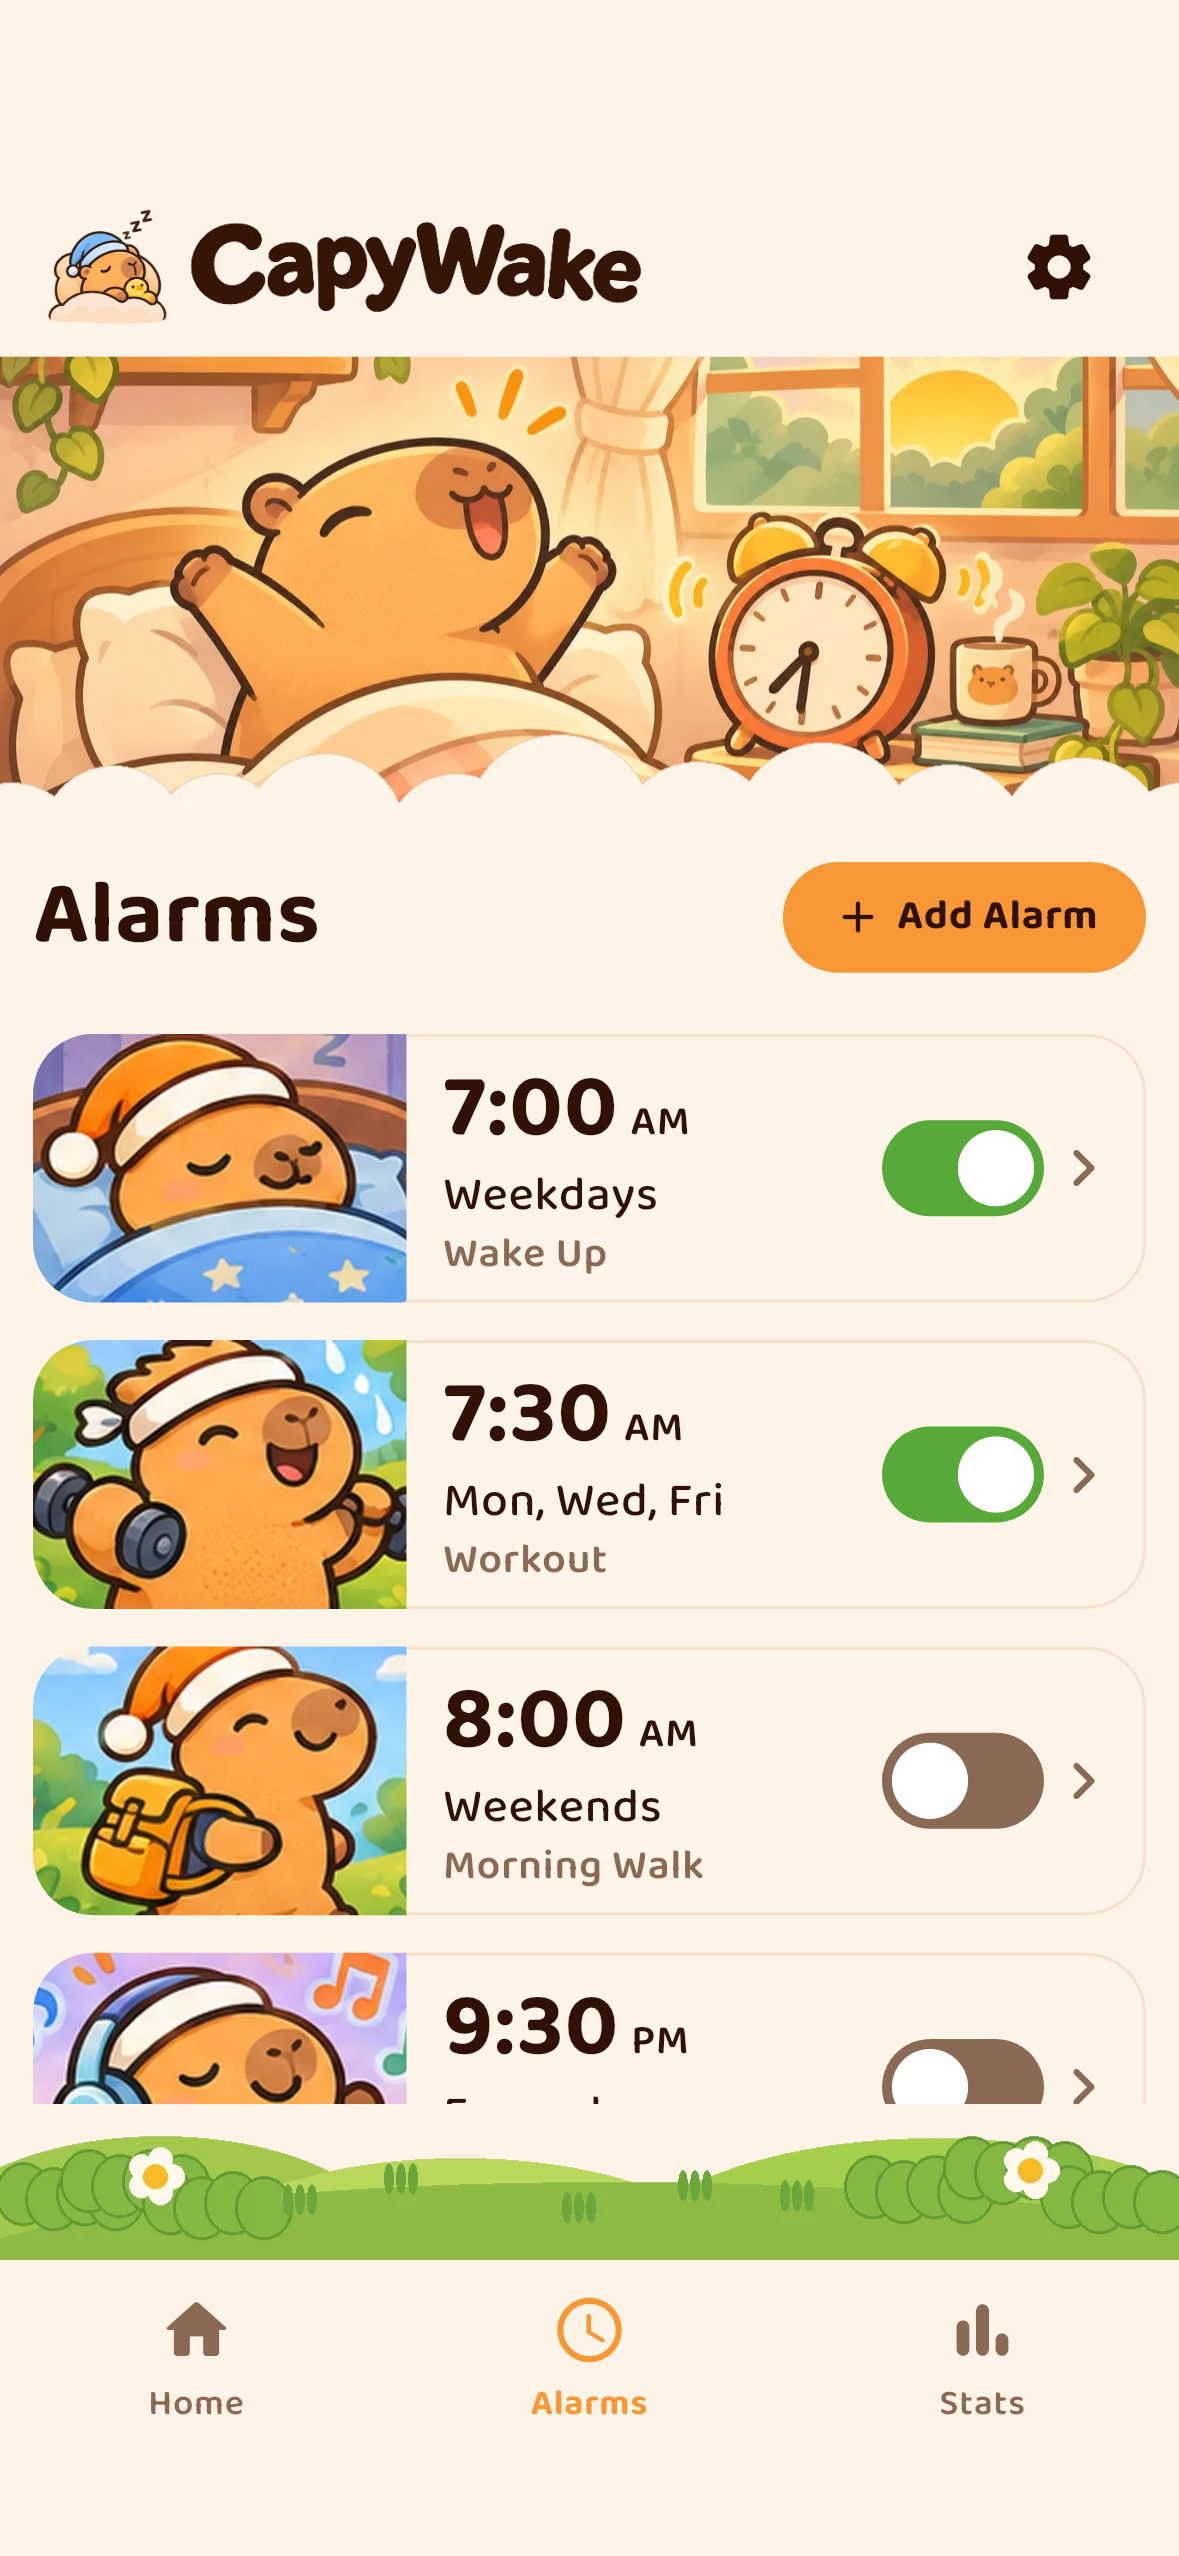 zzz
CapyWake
Alarms
+ Add Alarm
Z
7:00 AM
Weekdays
Wake Up
7:30 AM
Mon, Wed, Fri
Workout
8:00 AM
Weekends
Morning Walk
9:30 PM
Home
Alarms
Stats